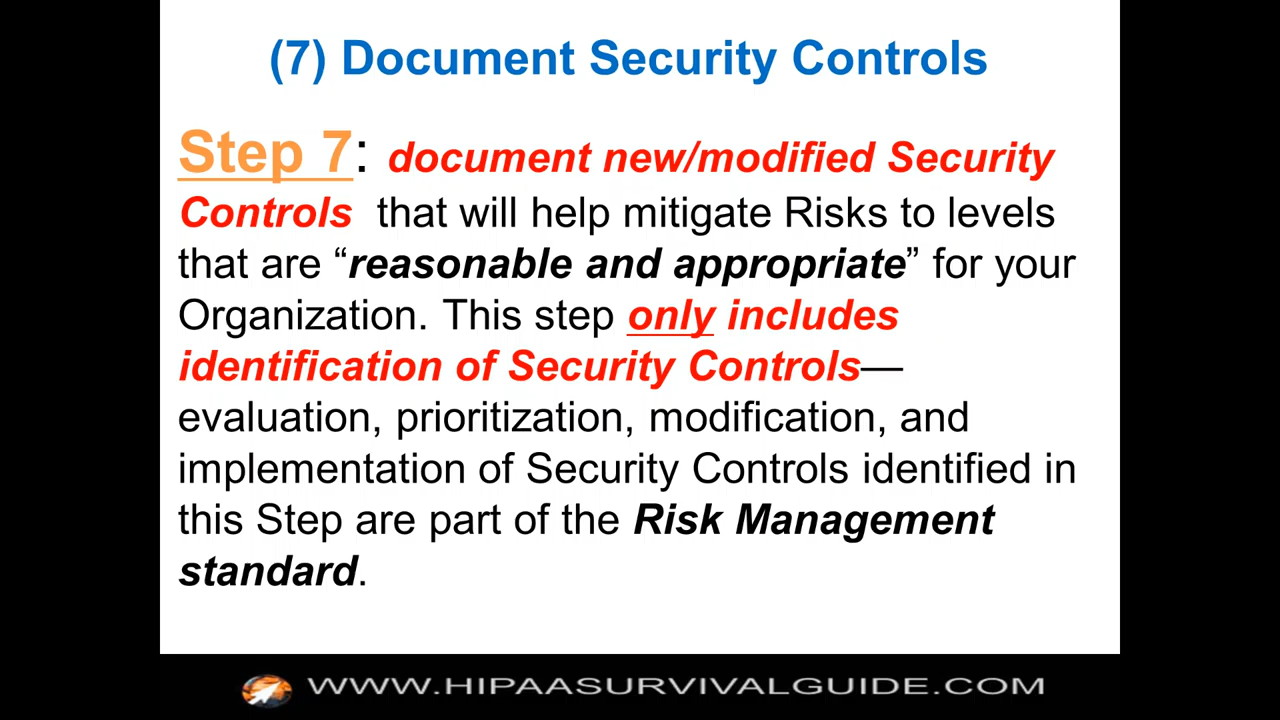 (7) Document Security Controls
Step 7: document new/modified Security
Controls that will help mitigate Risks to levels
that are “reasonable and appropriate” for your
Organization. This step only includes
identification of Security Controls—
evaluation, prioritization, modification, and
implementation of Security Controls identified in
this Step are part of the Risk Management
standard.
WWW.HIPAASURVIVALGUIDE.COM